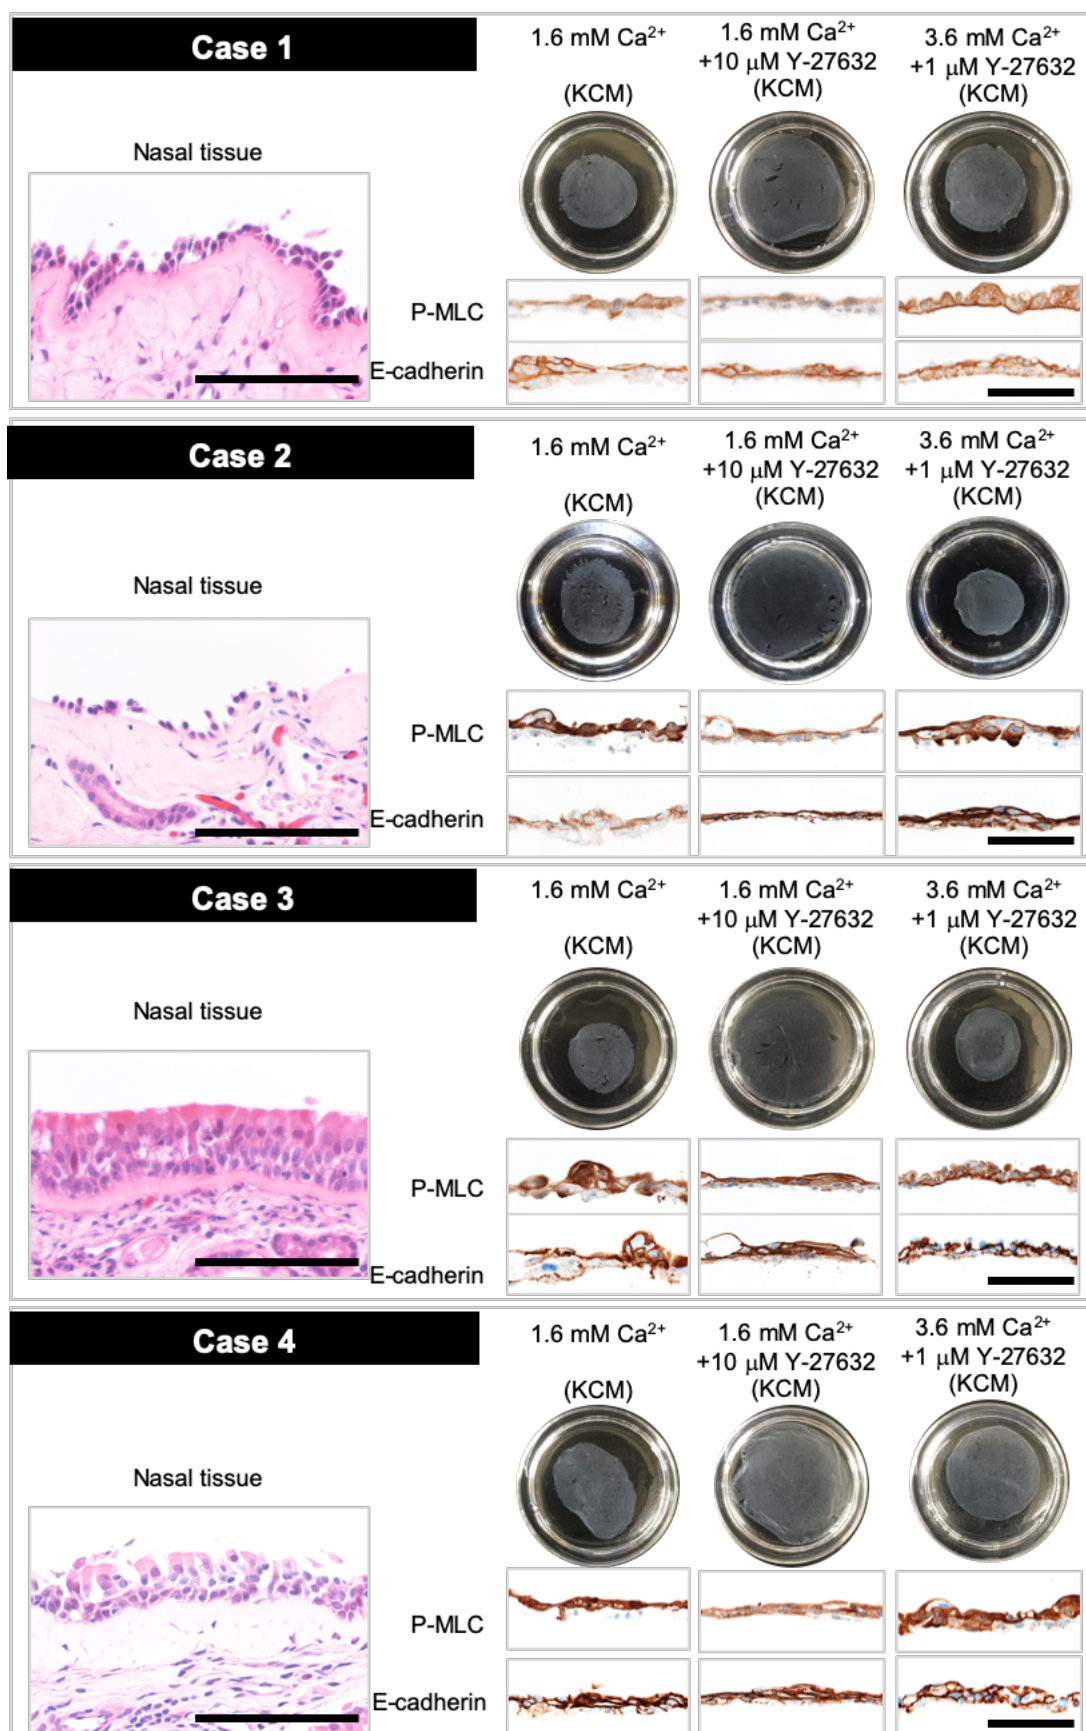 Case 1
1.6 mM Ca²⁺
(KCM)
1.6 mM Ca²⁺
+10 μM Y-27632
(KCM)
3.6 mM Ca²⁺
+1 μM Y-27632
(KCM)
Nasal tissue
P-MLC
E-cadherin
Case 2
1.6 mM Ca²⁺
(KCM)
1.6 mM Ca²⁺
+10 μM Y-27632
(KCM)
3.6 mM Ca²⁺
+1 μM Y-27632
(KCM)
Nasal tissue
P-MLC
E-cadherin
Case 3
1.6 mM Ca²⁺
(KCM)
1.6 mM Ca²⁺
+10 μM Y-27632
(KCM)
3.6 mM Ca²⁺
+1 μM Y-27632
(KCM)
Nasal tissue
P-MLC
E-cadherin
Case 4
1.6 mM Ca²⁺
(KCM)
1.6 mM Ca²⁺
+10 μM Y-27632
(KCM)
3.6 mM Ca²⁺
+1 μM Y-27632
(KCM)
Nasal tissue
P-MLC
E-cadherin